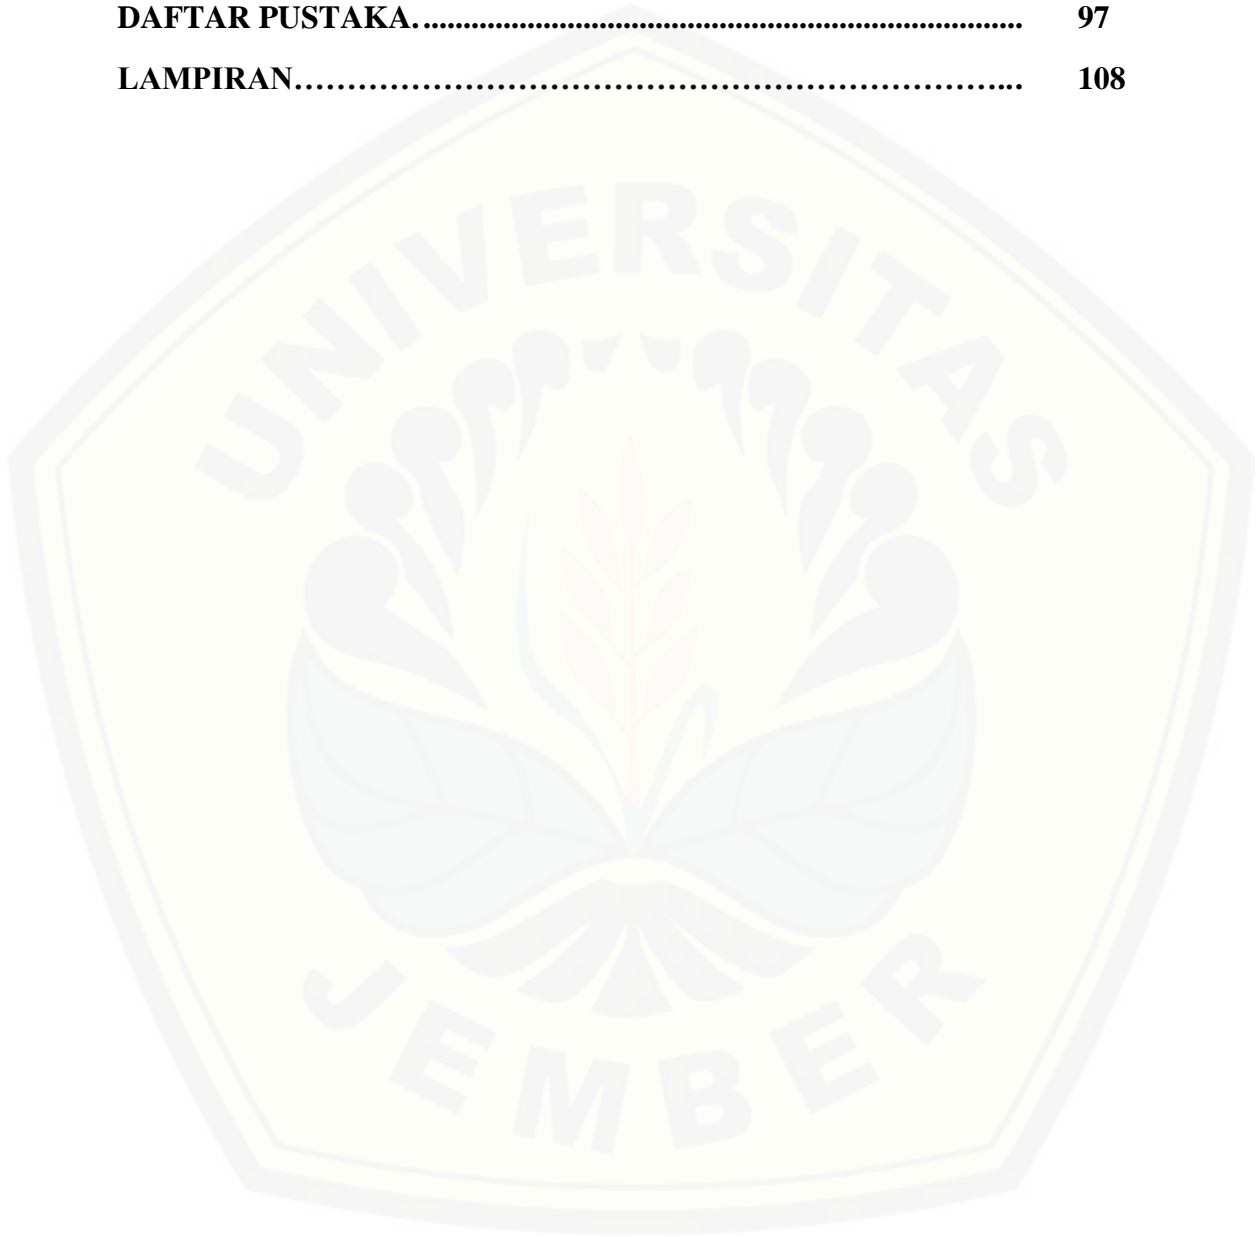 DAFTAR PUSTAKA. ........................................................................... 97
LAMPIRAN……………………………………………………………... 108
UNIVERSITAS
JEMBER